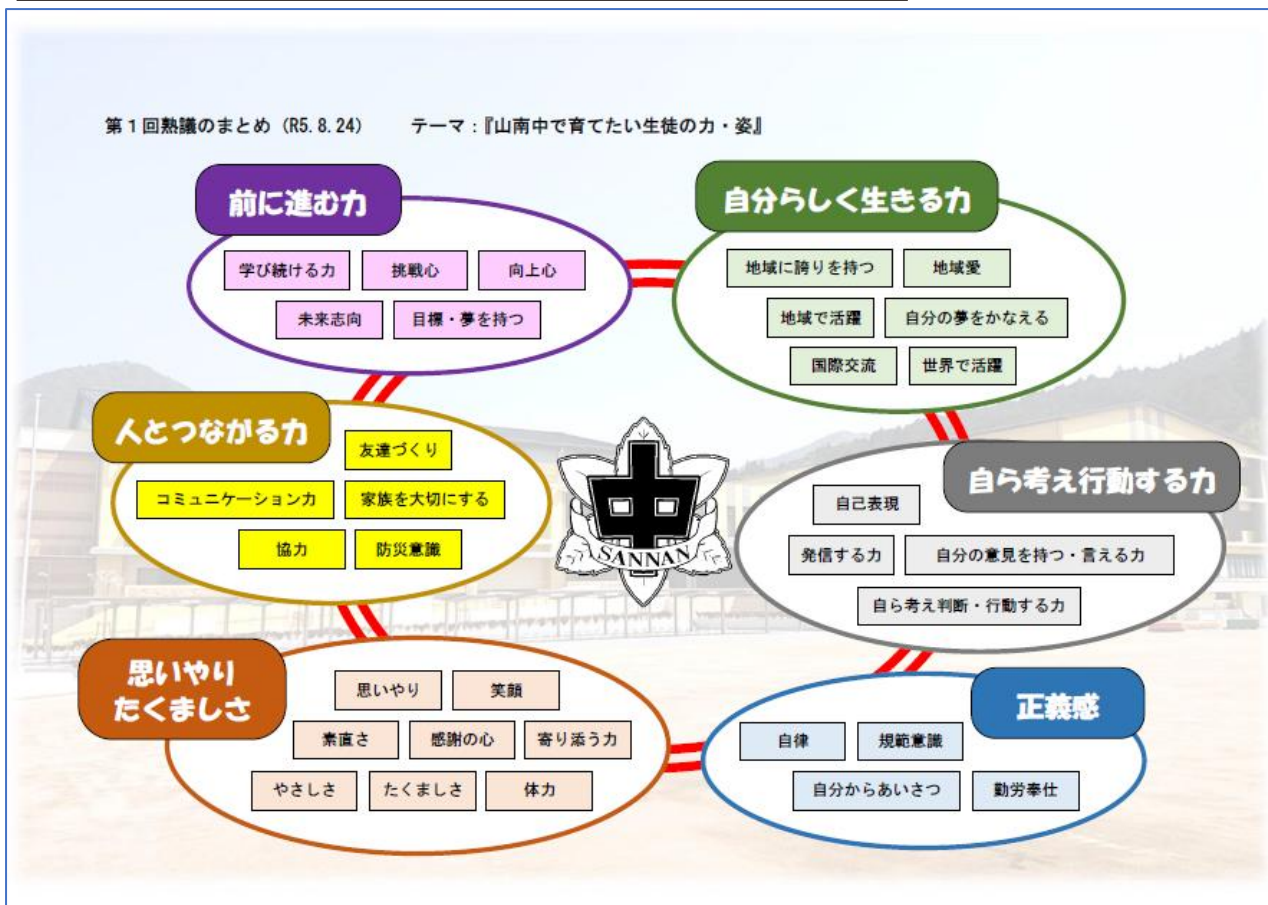 第1回熟議のまとめ（R5.8.24）　テーマ：『山南中で育てたい生徒の力・姿』
前に進む力
学び続ける力　挑戦心　向上心
未来志向　目標・夢を持つ
自分らしく生きる力
地域に誇りを持つ　地域愛
地域で活躍　自分の夢をかなえる
国際交流　世界で活躍
人とつながる力
友達づくり
コミュニケーション力　家族を大切にする
協力　防災意識
中
SANNAN
自ら考え行動する力
自己表現
発信する力　自分の意見を持つ・言える力
自ら考え判断・行動する力
思いやり
たくましさ
思いやり　笑顔
素直さ　感謝の心　寄り添う力
やさしさ　たくましさ　体力
正義感
自律　規範意識
自分からあいさつ　勤労奉仕